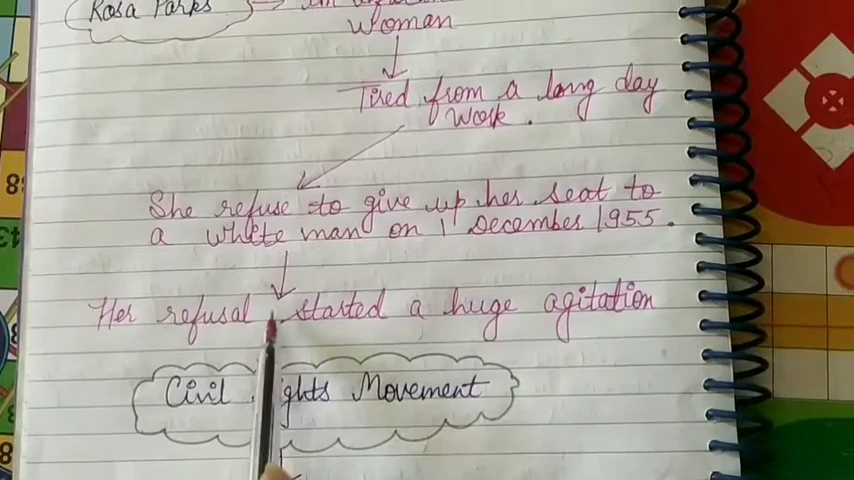 Rosa Parks
Woman
Tired from a long day
work.
She refuse to give up her seat to
a white man on 1 December 1955.
Her refusal started a huge agitation
Civil ights Movement